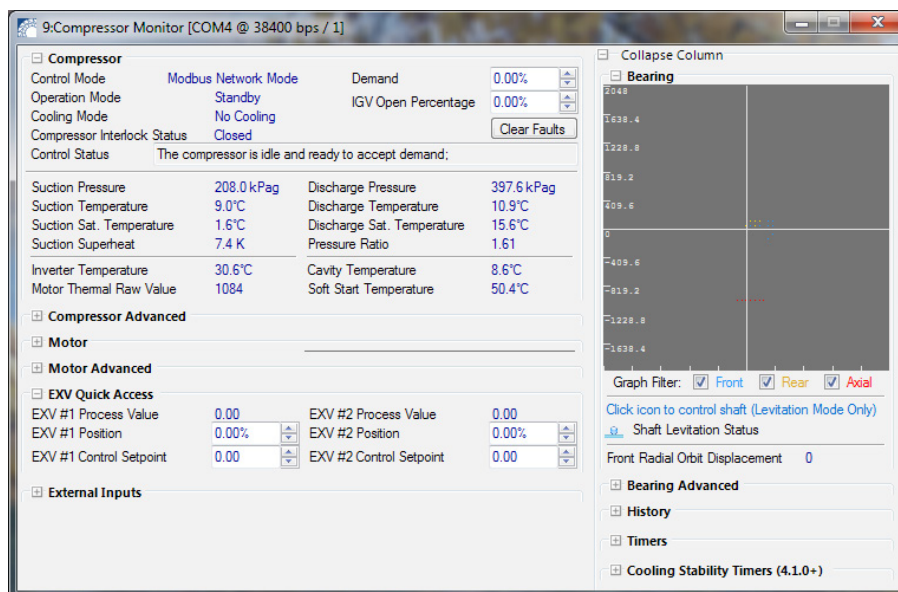 9:Compressor Monitor [COM4 @ 38400 bps / 1]
Compressor
Control Mode Modbus Network Mode Demand 0.00%
Operation Mode Standby IGV Open Percentage 0.00%
Cooling Mode No Cooling
Compressor Interlock Status Closed Clear Faults
Control Status The compressor is idle and ready to accept demand;
Suction Pressure 208.0 kPag Discharge Pressure 397.6 kPag
Suction Temperature 9.0°C Discharge Temperature 10.9°C
Suction Sat. Temperature 1.6°C Discharge Sat. Temperature 15.6°C
Suction Superheat 7.4 K Pressure Ratio 1.61
Inverter Temperature 30.6°C Cavity Temperature 8.6°C
Motor Thermal Raw Value 1084 Soft Start Temperature 50.4°C
Compressor Advanced
Motor
Motor Advanced
EXV Quick Access
EXV #1 Process Value 0.00 EXV #2 Process Value 0.00
EXV #1 Position 0.00% EXV #2 Position 0.00%
EXV #1 Control Setpoint 0.00 EXV #2 Control Setpoint 0.00
External Inputs
Collapse Column
Bearing
2048
1638.4
1228.8
819.2
409.6
0
-409.6
-819.2
-1228.8
-1638.4
Graph Filter: Front Rear Axial
Click icon to control shaft (Levitation Mode Only)
Shaft Levitation Status
Front Radial Orbit Displacement 0
Bearing Advanced
History
Timers
Cooling Stability Timers (4.1.0+)